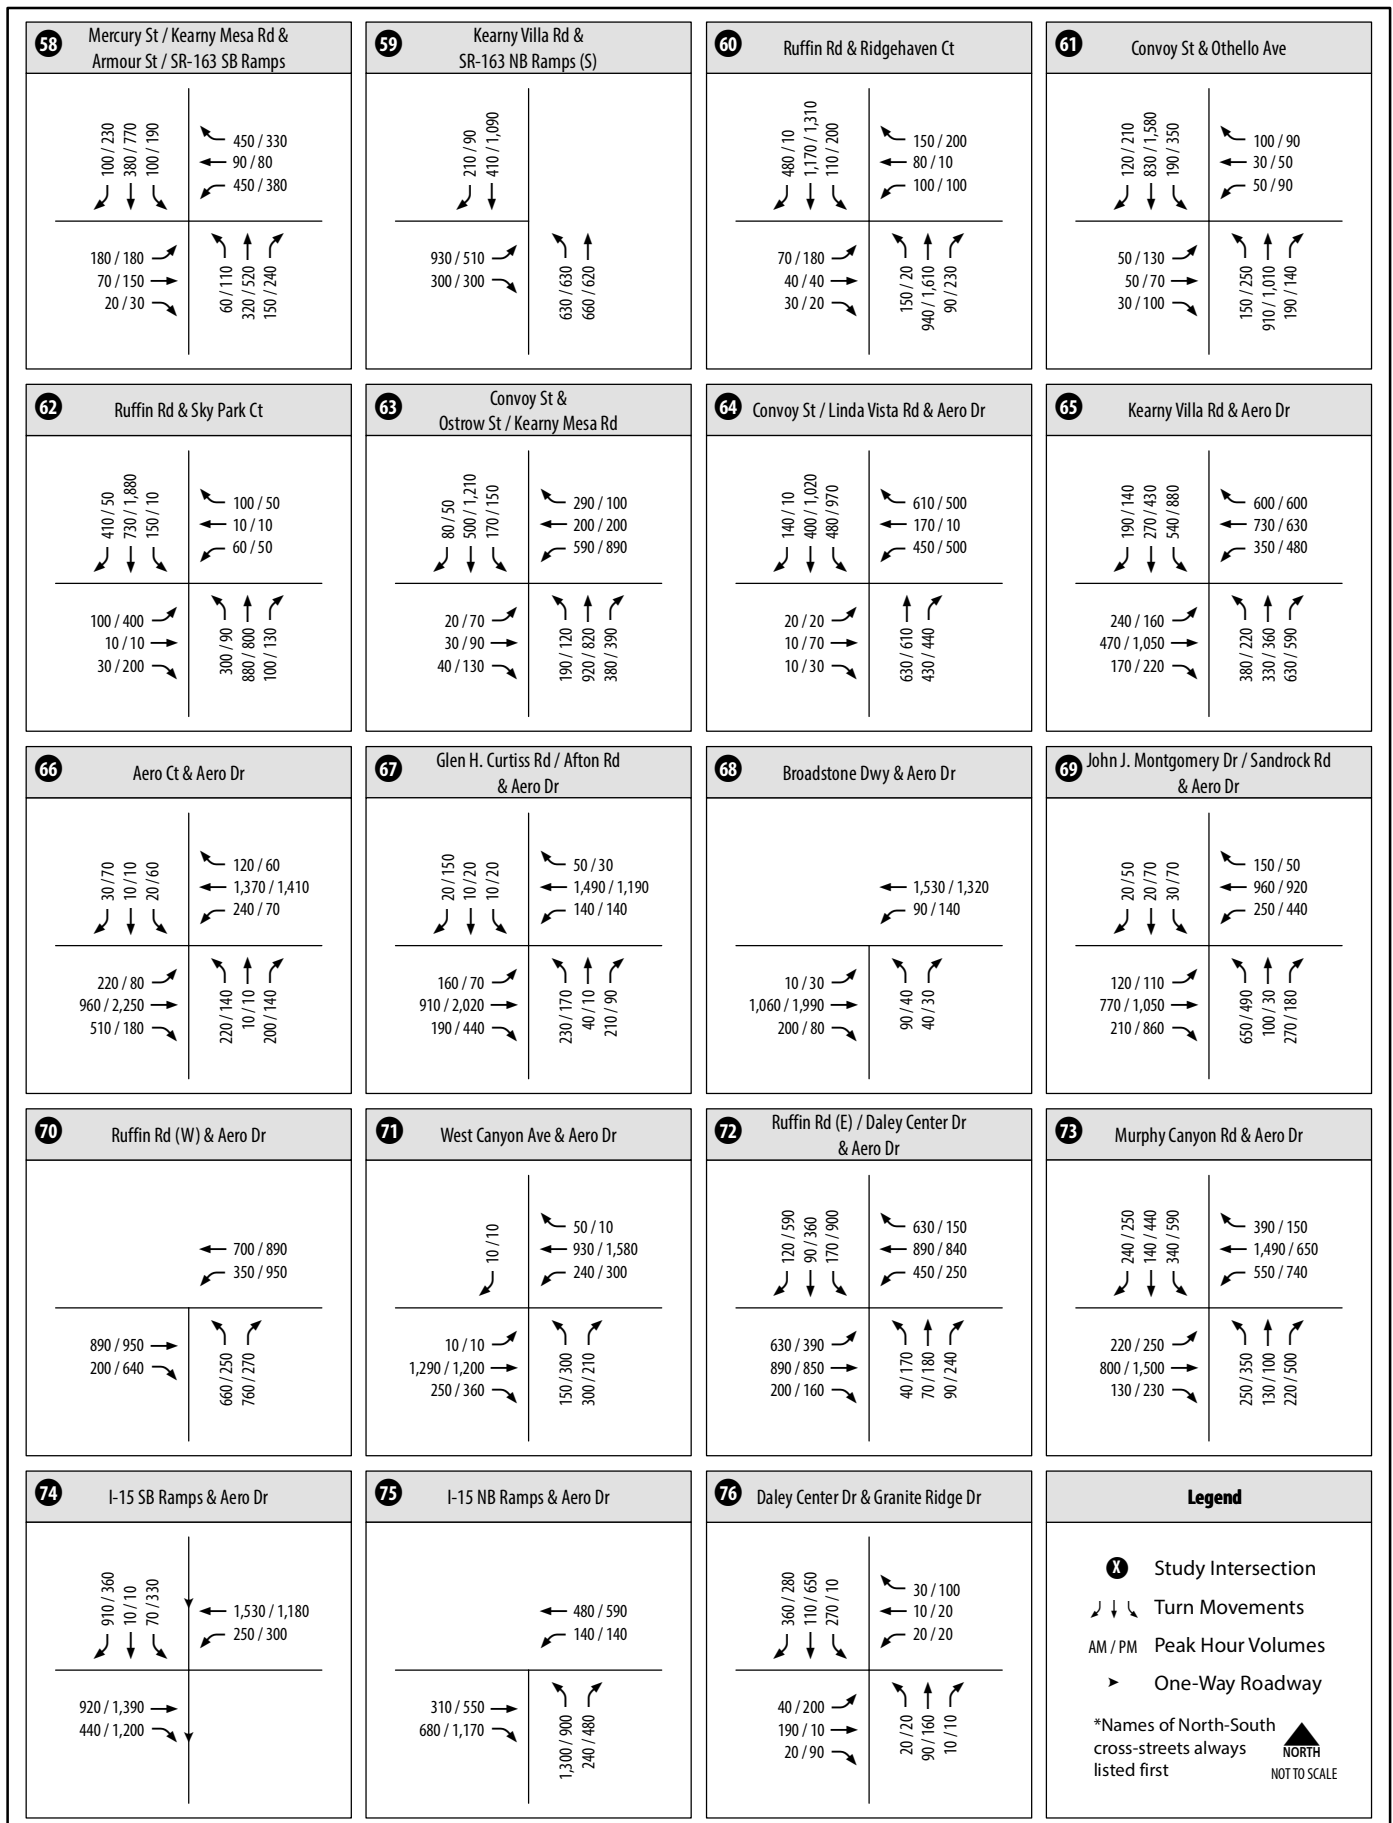 58
Mercury St / Kearny Mesa Rd &
Armour St / SR-163 SB Ramps
100 / 230
380 / 770
100 / 190
450 / 330
90 / 80
450 / 380
180 / 180
70 / 150
20 / 30
60 / 110
320 / 520
150 / 240
59
Kearny Villa Rd &
SR-163 NB Ramps (S)
210 / 90
410 / 1,090
930 / 510
300 / 300
630 / 630
660 / 620
60
Ruffin Rd & Ridgehaven Ct
480 / 10
1,170 / 1,310
110 / 200
150 / 200
80 / 10
100 / 100
70 / 180
40 / 40
30 / 20
150 / 20
940 / 1,610
90 / 230
61
Convoy St & Othello Ave
120 / 210
830 / 1,580
190 / 350
100 / 90
30 / 50
50 / 90
50 / 130
50 / 70
30 / 100
150 / 250
910 / 1,010
190 / 140
62
Ruffin Rd & Sky Park Ct
410 / 50
730 / 1,880
150 / 10
100 / 50
10 / 10
60 / 50
100 / 400
10 / 10
30 / 200
300 / 90
880 / 800
100 / 130
63
Convoy St &
Ostrow St / Kearny Mesa Rd
80 / 50
500 / 1,210
170 / 150
290 / 100
200 / 200
590 / 890
20 / 70
30 / 90
40 / 130
190 / 120
920 / 820
380 / 390
64
Convoy St / Linda Vista Rd & Aero Dr
140 / 10
400 / 1,020
480 / 970
610 / 500
170 / 10
450 / 500
20 / 20
10 / 70
10 / 30
630 / 610
430 / 440
65
Kearny Villa Rd & Aero Dr
190 / 140
270 / 430
540 / 880
600 / 600
730 / 630
350 / 480
240 / 160
470 / 1,050
170 / 220
380 / 220
330 / 360
630 / 590
66
Aero Ct & Aero Dr
30 / 70
10 / 10
20 / 60
120 / 60
1,370 / 1,410
240 / 70
220 / 80
960 / 2,250
510 / 180
220 / 140
10 / 10
200 / 140
67
Glen H. Curtiss Rd / Afton Rd
& Aero Dr
20 / 150
10 / 20
10 / 20
50 / 30
1,490 / 1,190
140 / 140
160 / 70
910 / 2,020
190 / 440
230 / 170
40 / 10
210 / 90
68
Broadstone Dwy & Aero Dr
1,530 / 1,320
90 / 140
10 / 30
1,060 / 1,990
200 / 80
90 / 40
40 / 30
69
John J. Montgomery Dr / Sandrock Rd
& Aero Dr
20 / 50
20 / 70
30 / 70
150 / 50
960 / 920
250 / 440
120 / 110
770 / 1,050
210 / 860
650 / 490
100 / 30
270 / 180
70
Ruffin Rd (W) & Aero Dr
700 / 890
350 / 950
890 / 950
200 / 640
660 / 250
760 / 270
71
West Canyon Ave & Aero Dr
10 / 10
50 / 10
930 / 1,580
240 / 300
10 / 10
1,290 / 1,200
250 / 360
150 / 300
300 / 210
72
Ruffin Rd (E) / Daley Center Dr
& Aero Dr
120 / 590
90 / 360
170 / 900
630 / 150
890 / 840
450 / 250
630 / 390
890 / 850
200 / 160
40 / 170
70 / 180
90 / 240
73
Murphy Canyon Rd & Aero Dr
240 / 250
140 / 440
340 / 590
390 / 150
1,490 / 650
550 / 740
220 / 250
800 / 1,500
130 / 230
250 / 350
130 / 100
220 / 500
74
I-15 SB Ramps & Aero Dr
910 / 360
10 / 10
70 / 330
1,530 / 1,180
250 / 300
920 / 1,390
440 / 1,200
75
I-15 NB Ramps & Aero Dr
480 / 590
140 / 140
310 / 550
680 / 1,170
1,300 / 900
240 / 480
76
Daley Center Dr & Granite Ridge Dr
360 / 280
110 / 650
270 / 10
30 / 100
10 / 20
20 / 20
40 / 200
190 / 10
20 / 90
20 / 20
90 / 160
10 / 10
Legend
X Study Intersection
Turn Movements
AM / PM Peak Hour Volumes
One-Way Roadway
*Names of North-South
cross-streets always
listed first
NORTH
NOT TO SCALE